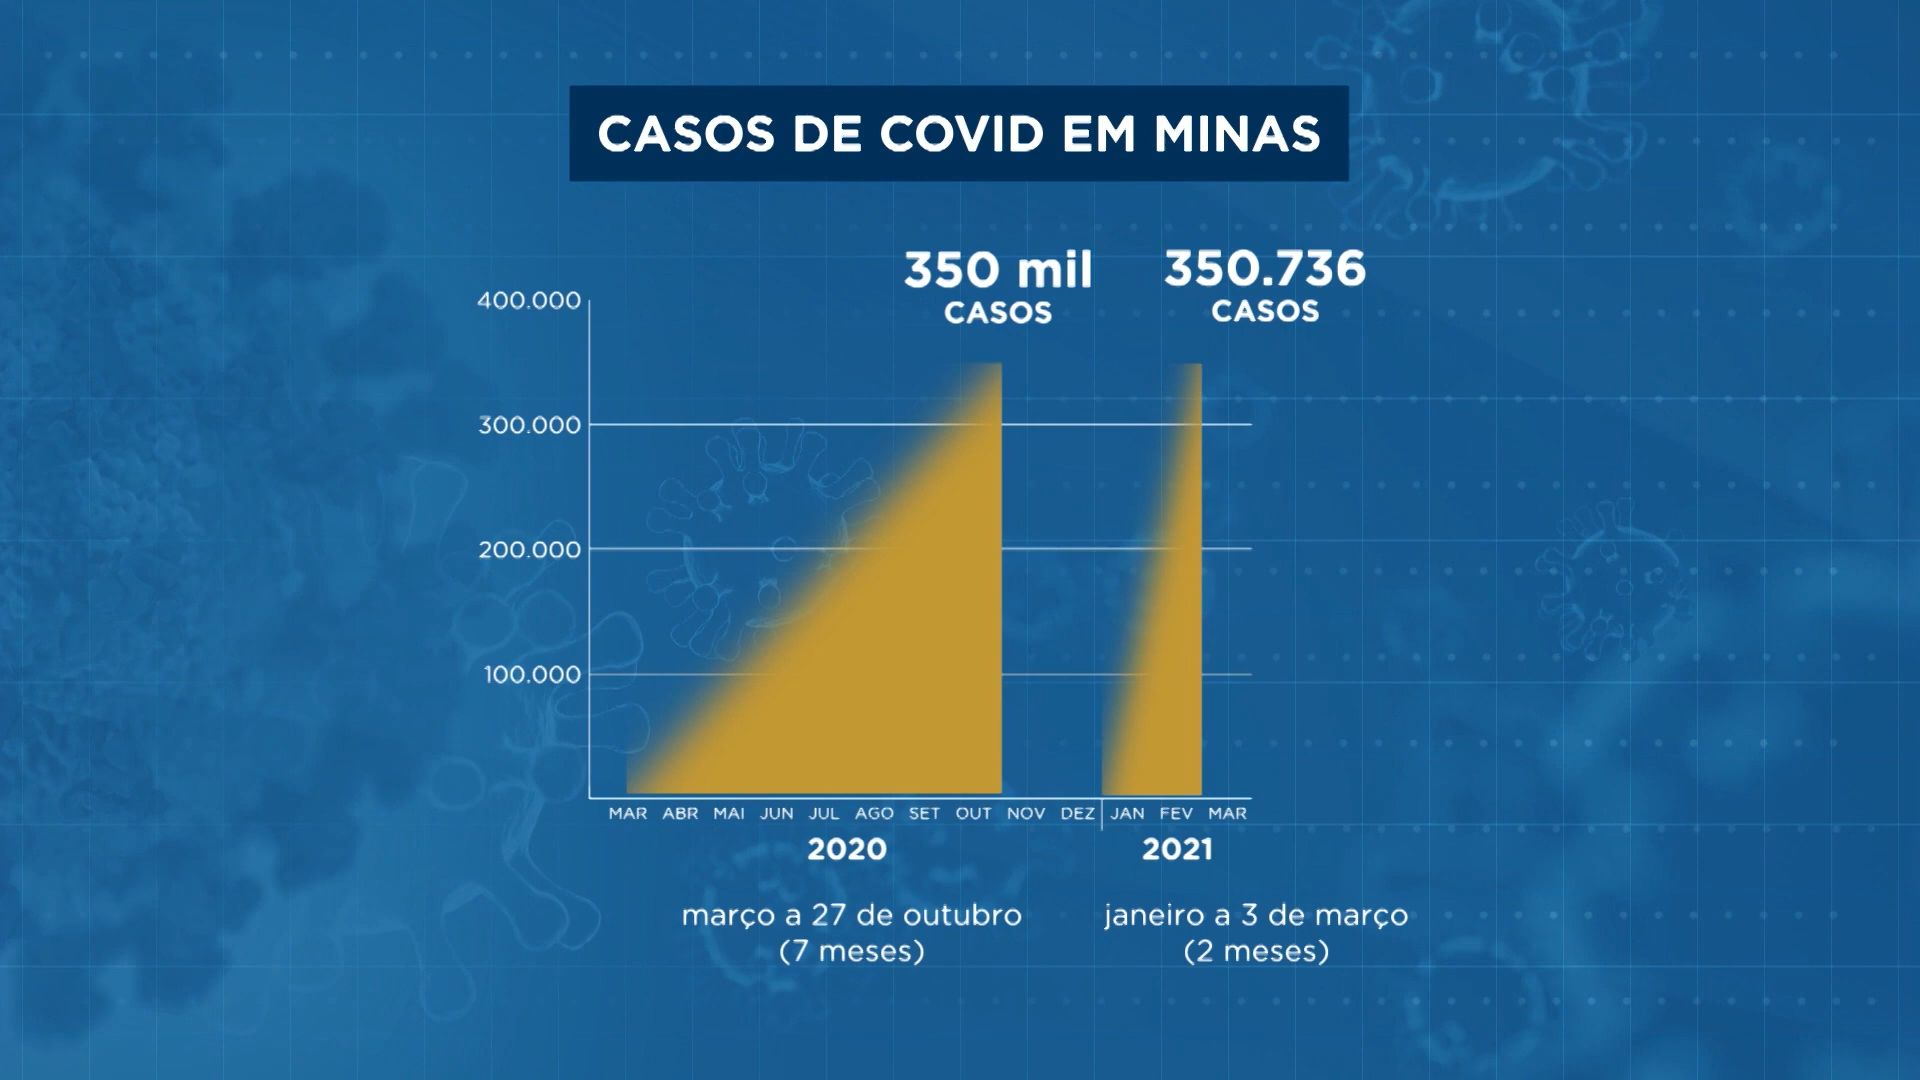 CASOS DE COVID EM MINAS
350 mil
CASOS
350.736
CASOS
400.000
300.000
200.000
100.000
MAR ABR MAI JUN JUL AGO SET OUT NOV DEZ JAN FEV MAR
2020 2021
março a 27 de outubro
(7 meses)
janeiro a 3 de março
(2 meses)